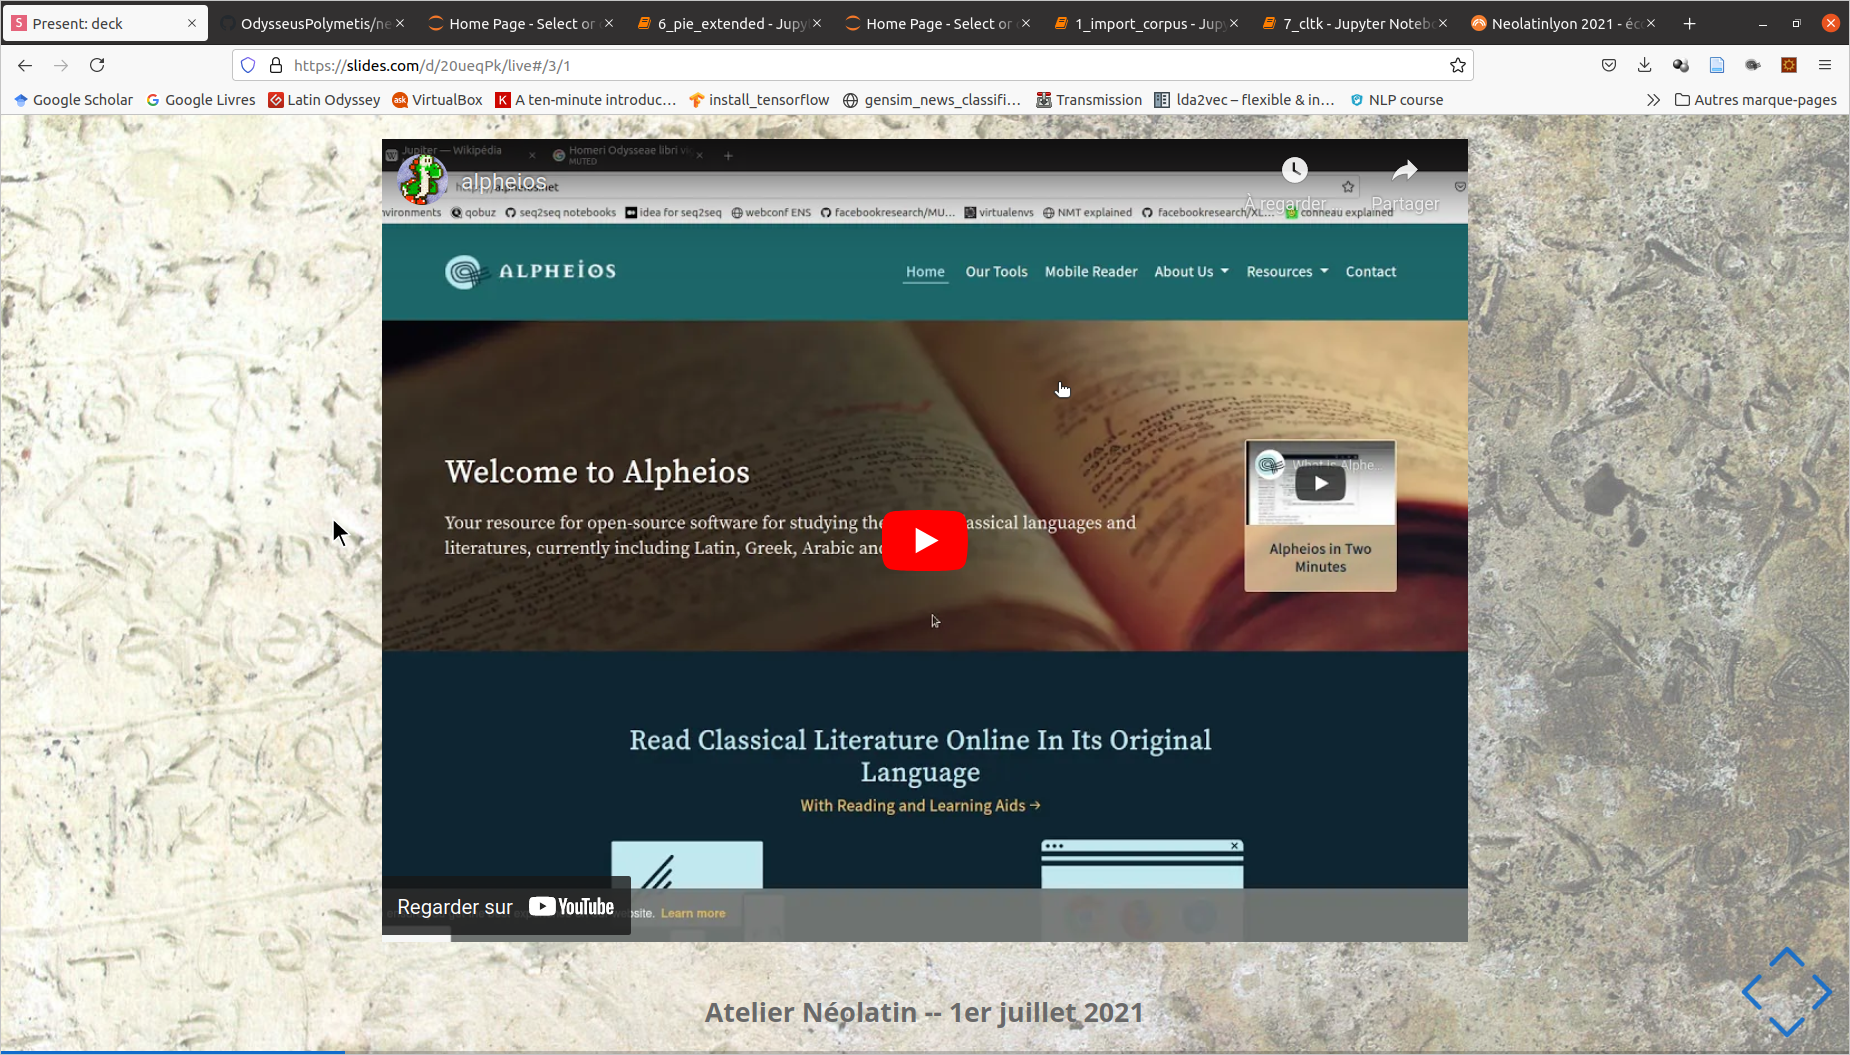 Present: deck
OdysseusPolymetis/ne
Home Page - Select or
6_pie_extended - Jupy
Home Page - Select or
1_import_corpus - Jup
7_cltk - Jupyter Notebo
Neolatinlyon 2021 - éc
https://slides.com/d/20ueqPk/live#/3/1
Google Scholar
Google Livres
Latin Odyssey
VirtualBox
A ten-minute introduc...
install_tensorflow
gensim_news_classifi...
Transmission
lda2vec – flexible & in...
NLP course
Autres marque-pages
Jupiter — Wikipédia
Homeri Odysseae libri vi
MUTED
alpheios
À regarder ...
Partager
vironments
qobuz
seq2seq notebooks
idea for seq2seq
webconf ENS
facebookresearch/MU...
virtualenvs
NMT explained
facebookresearch/XL...
conneau explained
ALPHEIOS
Home
Our Tools
Mobile Reader
About Us
Resources
Contact
Welcome to Alpheios
Your resource for open-source software for studying the assical languages and
literatures, currently including Latin, Greek, Arabic an
What is Alphe...
Alpheios in Two
Minutes
Read Classical Literature Online In Its Original
Language
With Reading and Learning Aids →
Regarder sur YouTube
bsite. Learn more
Atelier Néolatin -- 1er juillet 2021